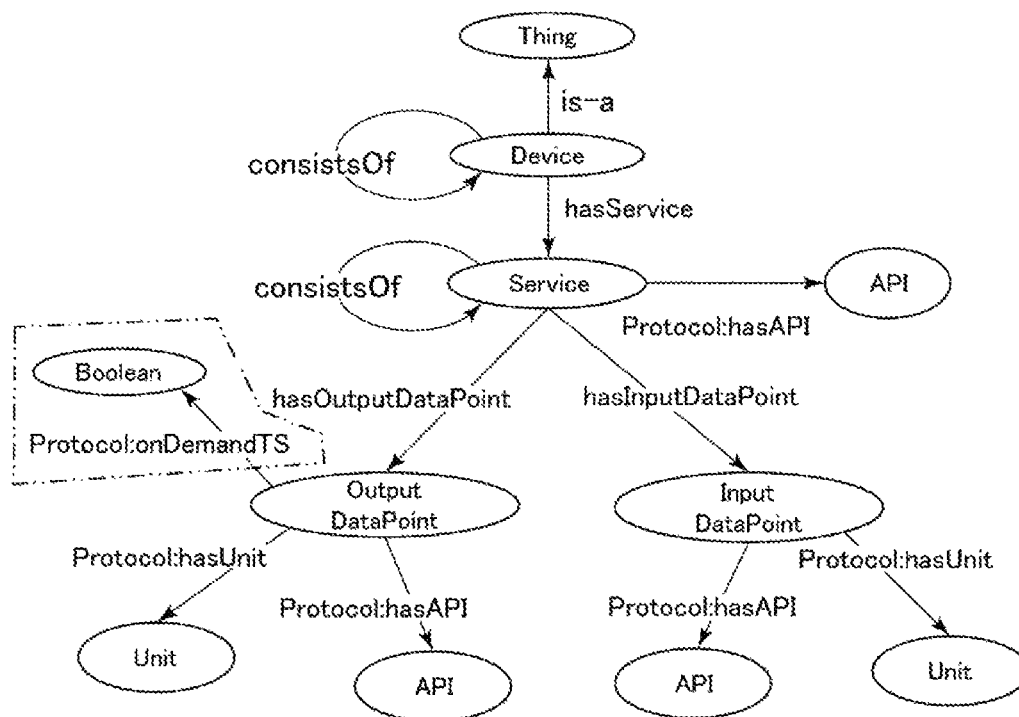 Thing
is-a
consistsOf
Device
hasService
consistsOf
Service
API
Protocol:hasAPI
Boolean
hasOutputDataPoint
hasInputDataPoint
Protocol:onDemandTS
Output
DataPoint
Input
DataPoint
Protocol:hasUnit
Protocol:hasUnit
Protocol:hasAPI
Protocol:hasAPI
Unit
API
API
Unit